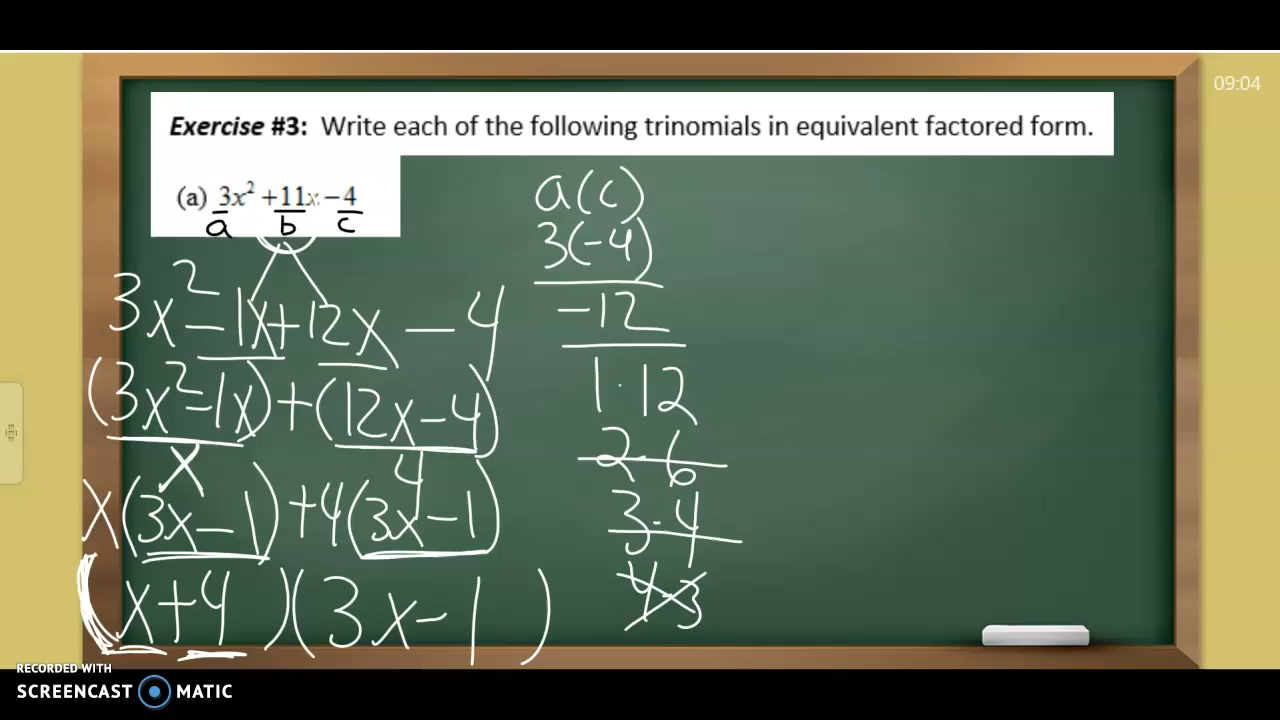 09:04
Exercise #3: Write each of the following trinomials in equivalent factored form.
(a) 3x² +11x −4
a b c
3x² − 1x + 12x − 4
(3x² − 1x) + (12x − 4)
x 4
x(3x − 1) + 4(3x − 1)
(x + 4)(3x − 1)
a(c)
3(−4)
−12
1·12
2·6
3·4
4×3
RECORDED WITH
SCREENCAST MATIC